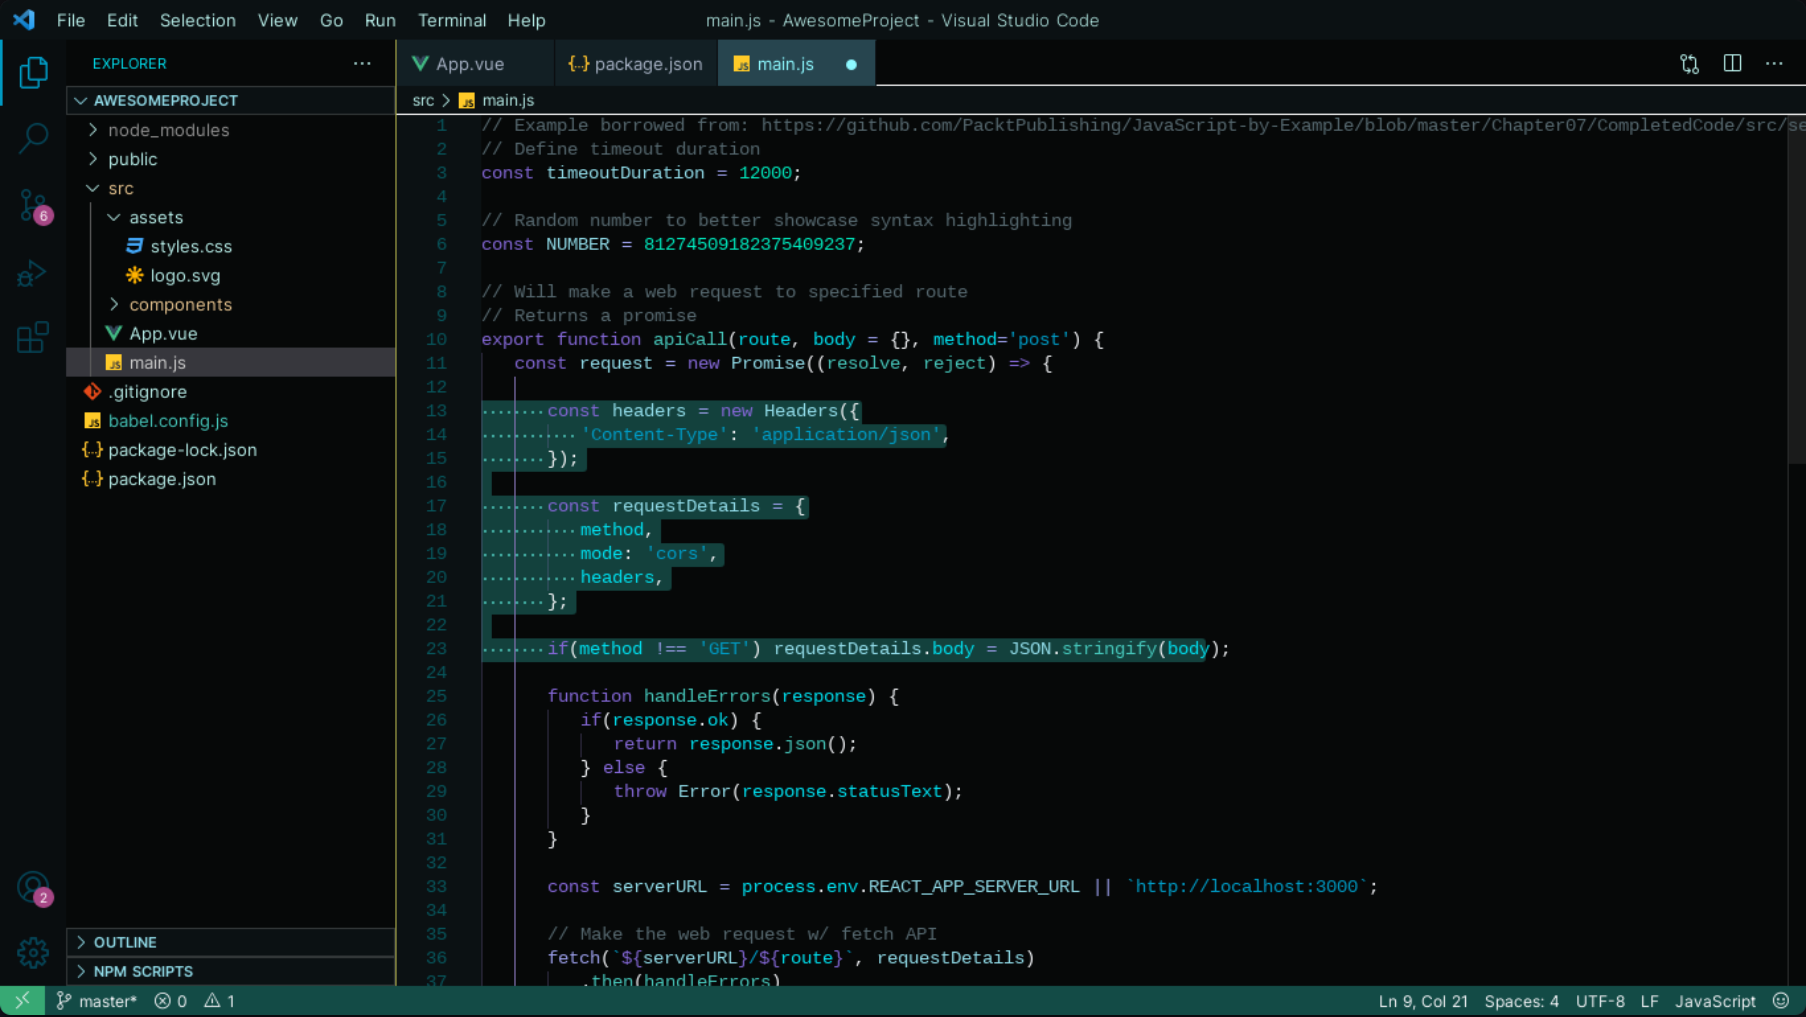 File Edit Selection View Go Run Terminal Help
main.js - AwesomeProject - Visual Studio Code
EXPLORER
AWESOMEPROJECT
node_modules
public
src
assets
styles.css
logo.svg
components
App.vue
main.js
.gitignore
babel.config.js
package-lock.json
package.json
OUTLINE
NPM SCRIPTS
6
2
App.vue
package.json
main.js
src > main.js
1 // Example borrowed from: https://github.com/PacktPublishing/JavaScript-by-Example/blob/master/Chapter07/CompletedCode/src/se
2 // Define timeout duration
3 const timeoutDuration = 12000;
4
5 // Random number to better showcase syntax highlighting
6 const NUMBER = 81274509182375409237;
7
8 // Will make a web request to specified route
9 // Returns a promise
10 export function apiCall(route, body = {}, method='post') {
11 const request = new Promise((resolve, reject) => {
12
13 const headers = new Headers({
14 'Content-Type': 'application/json',
15 });
16
17 const requestDetails = {
18 method,
19 mode: 'cors',
20 headers,
21 };
22
23 if(method !== 'GET') requestDetails.body = JSON.stringify(body);
24
25 function handleErrors(response) {
26 if(response.ok) {
27 return response.json();
28 } else {
29 throw Error(response.statusText);
30 }
31 }
32
33 const serverURL = process.env.REACT_APP_SERVER_URL || `http://localhost:3000`;
34
35 // Make the web request w/ fetch API
36 fetch(`${serverURL}/${route}`, requestDetails)
37 .then(handleErrors)
master* 0 1
Ln 9, Col 21 Spaces: 4 UTF-8 LF JavaScript